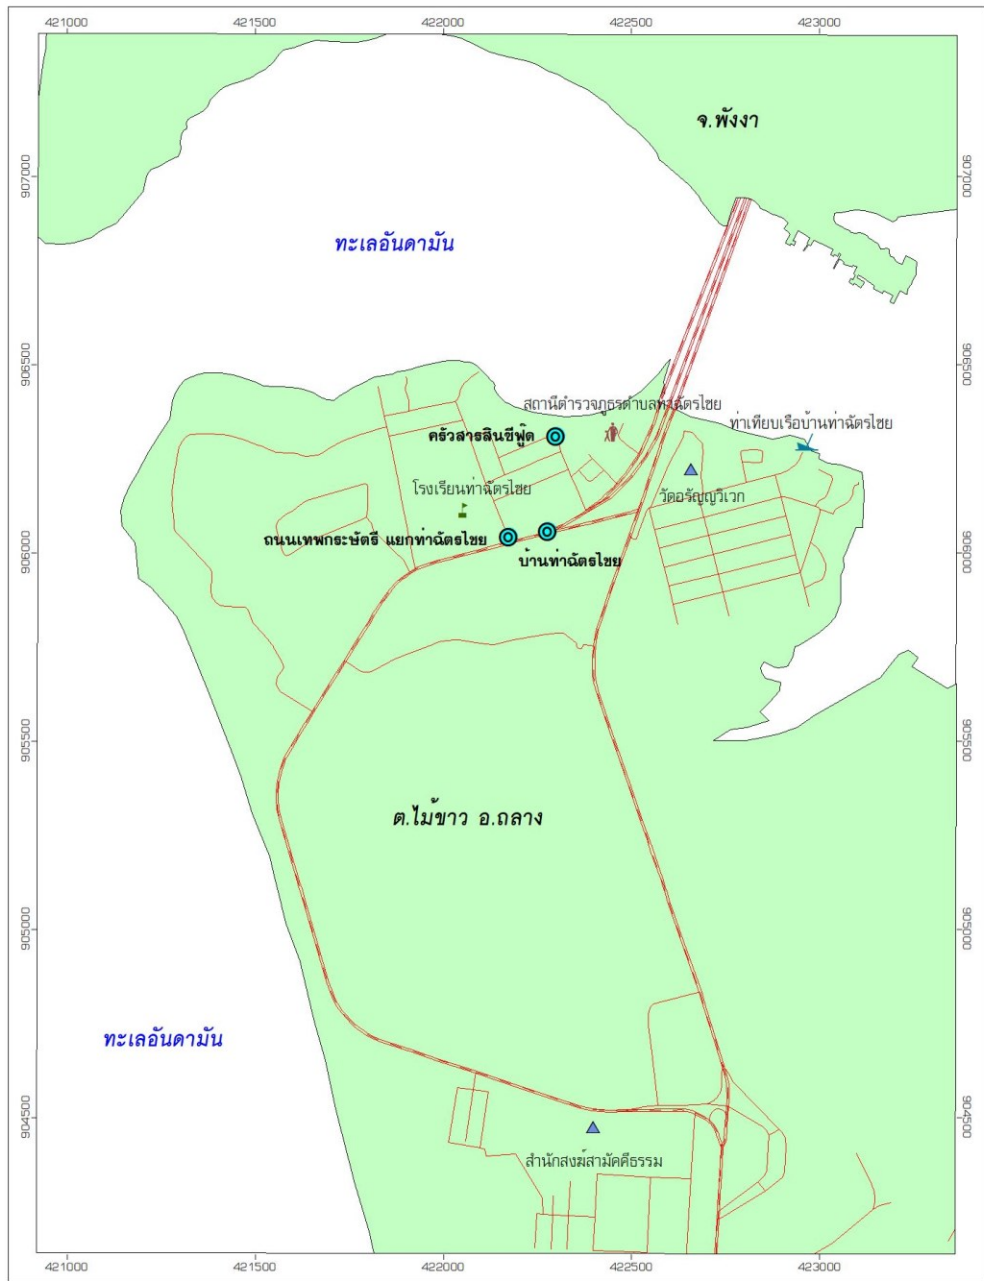 421000 421500 422000 422500 423000
จ.พังงา
907000 907000
ทะเลอันดามัน
906500 906500
สถานีตำรวจภูธรตำบลท่าฉัตรไชย
ท่าเทียบเรือบ้านท่าฉัตรไชย
ครัวสารสินซีฟู้ด
โรงเรียนท่าฉัตรไชย
วัดอรัญญวิเวก
ถนนเทพกระษัตรี แยกท่าฉัตรไชย
906000 906000
บ้านท่าฉัตรไชย
905500 905500
ต.ไม้ขาว อ.ถลาง
905000 905000
ทะเลอันดามัน
904500 904500
สำนักสงฆ์สามัคคีธรรม
421000 421500 422000 422500 423000